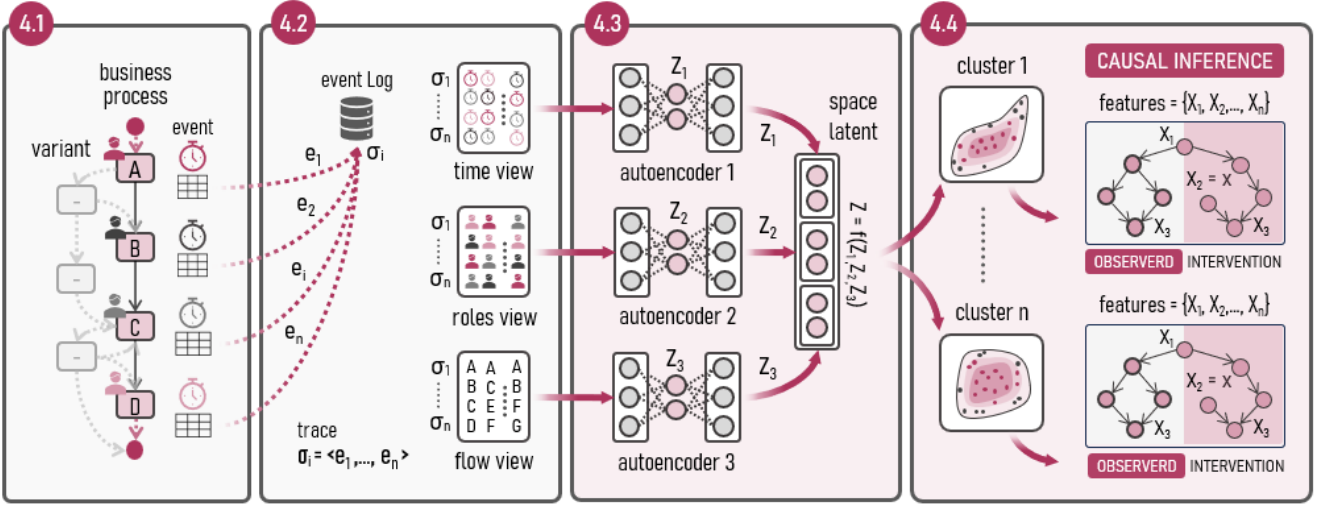 4.1
business
process
event
variant
A
B
C
D
4.2
event Log
σi
e1
e2
ei
en
trace
σi = <e1,..., en>
σ1
σn
time view
σ1
σn
roles view
σ1
σn
A A A
B C B
C E F
D F G
flow view
4.3
Z1
autoencoder 1
Z1
Z2
autoencoder 2
Z2
Z3
autoencoder 3
Z3
space
latent
Z = f(Z1,Z2,Z3)
4.4
cluster 1
cluster n
CAUSAL INFERENCE
features = {X1, X2,..., Xn}
X1
X2 = x
X3
X3
OBSERVERD INTERVENTION
features = {X1, X2,..., Xn}
X1
X2 = x
X3
X3
OBSERVERD INTERVENTION